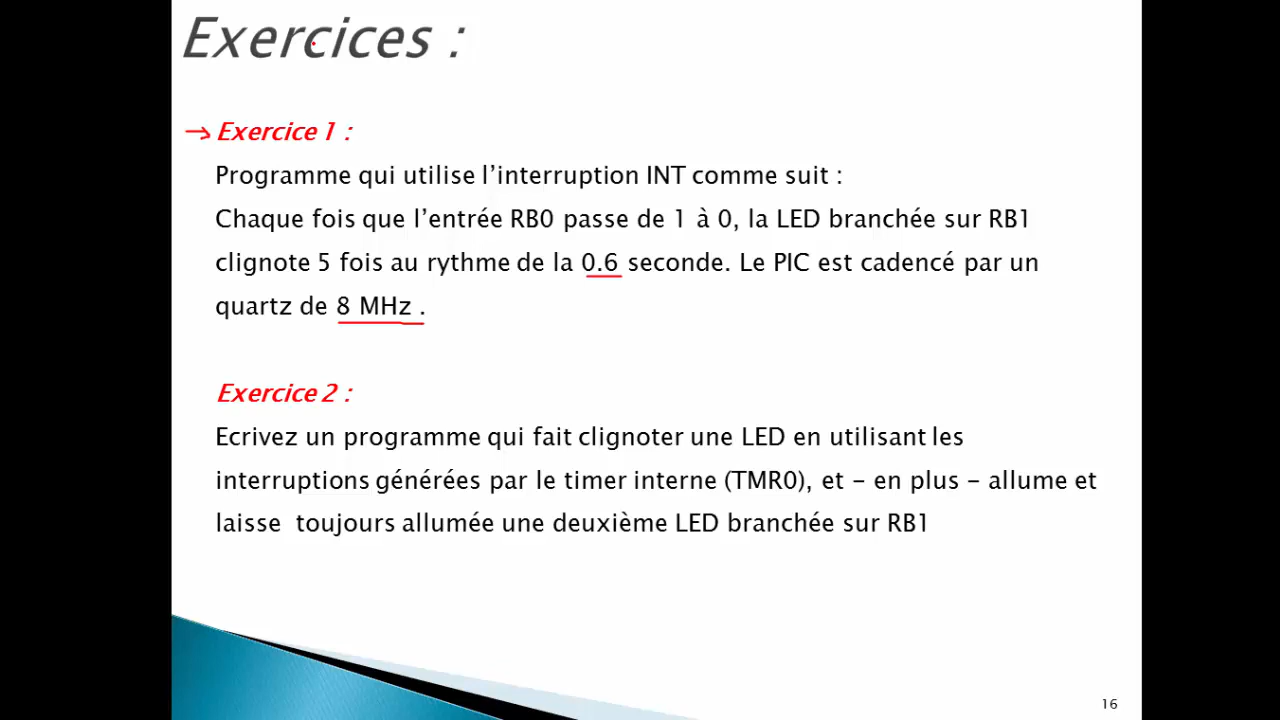 Exercices :
Exercice 1 :
Programme qui utilise l’interruption INT comme suit :
Chaque fois que l’entrée RB0 passe de 1 à 0, la LED branchée sur RB1
clignote 5 fois au rythme de la 0.6 seconde. Le PIC est cadencé par un
quartz de 8 MHz .
Exercice 2 :
Ecrivez un programme qui fait clignoter une LED en utilisant les
interruptions générées par le timer interne (TMR0), et – en plus – allume et
laisse toujours allumée une deuxième LED branchée sur RB1
16